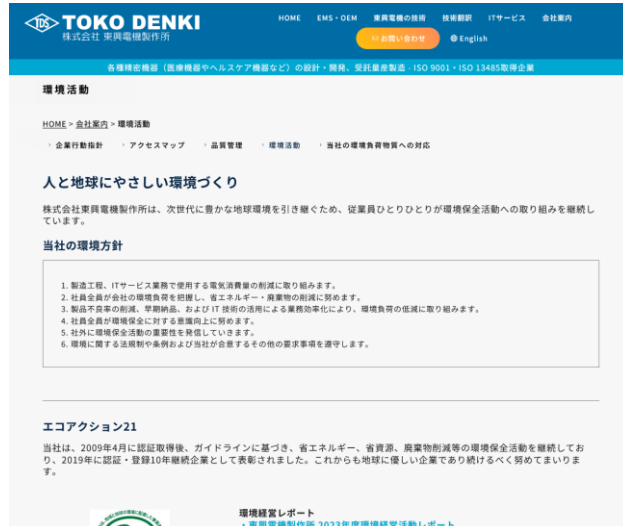 TDS TOKO DENKI
株式会社 東興電機製作所
HOME EMS・OEM 東興電機の技術 技術翻訳 ITサービス 会社案内
お問い合わせ English
各種精密機器（医療機器やヘルスケア機器など）の設計・開発、受託量産製造 - ISO 9001・ISO 13485取得企業
環境活動
HOME > 会社案内 > 環境活動
企業行動指針 アクセスマップ 品質管理 環境活動 当社の環境負荷物質への対応
人と地球にやさしい環境づくり
株式会社東興電機製作所は、次世代に豊かな地球環境を引き継ぐため、従業員ひとりひとりが環境保全活動への取り組みを継続し
ています。
当社の環境方針
1. 製造工程、ITサービス業務で使用する電気消費量の削減に取り組みます。
2. 社員全員が会社の環境負荷を把握し、省エネルギー・廃棄物の削減に努めます。
3. 製品不良率の削減、早期納品、および IT 技術の活用による業務効率化により、環境負荷の低減に取り組みます。
4. 社員全員が環境保全に対する意識向上に努めます。
5. 社外に環境保全活動の重要性を発信していきます。
6. 環境に関する法規制や条例および当社が合意するその他の要求事項を遵守します。
エコアクション21
当社は、2009年4月に認証取得後、ガイドラインに基づき、省エネルギー、省資源、廃棄物削減等の環境保全活動を継続してお
り、2019年に認証・登録10年継続企業として表彰されました。これからも地球に優しい企業であり続けるべく努めてまいりま
す。
環境経営レポート
・東興電機製作所 2023年度環境経営活動レポート